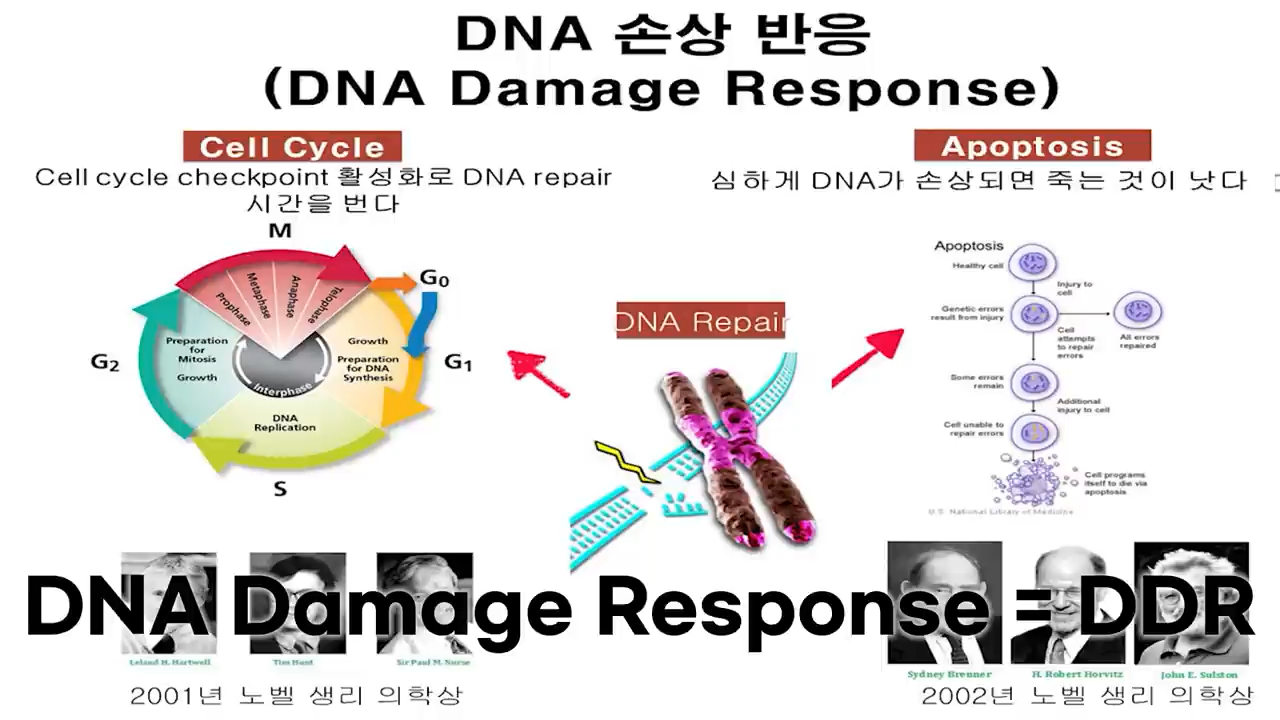 DNA 손상 반응
(DNA Damage Response)
Cell Cycle
Cell cycle checkpoint 활성화로 DNA repair
시간을 번다
M
G0
G1
S
G2
Prophase
Metaphase
Anaphase
Telophase
Preparation
for
Mitosis
Growth
Growth
Preparation
for DNA
Synthesis
Interphase
DNA
Replication
DNA Repair
Apoptosis
심하게 DNA가 손상되면 죽는 것이 낫다
Apoptosis
Healthy cell
Injury to
cell
Genetic errors
result from injury
Cell
attempts
to repair
errors
All errors
repaired
Some errors
remain
Additional
injury to cell
Cell unable to
repair errors
Cell programs
itself to die via
apoptosis
U.S. National Library of Medicine
DNA Damage Response = DDR
Leland H. Hartwell
Tim Hunt
Sir Paul M. Nurse
2001년 노벨 생리 의학상
Sydney Brenner
H. Robert Horvitz
John E. Sulston
2002년 노벨 생리 의학상